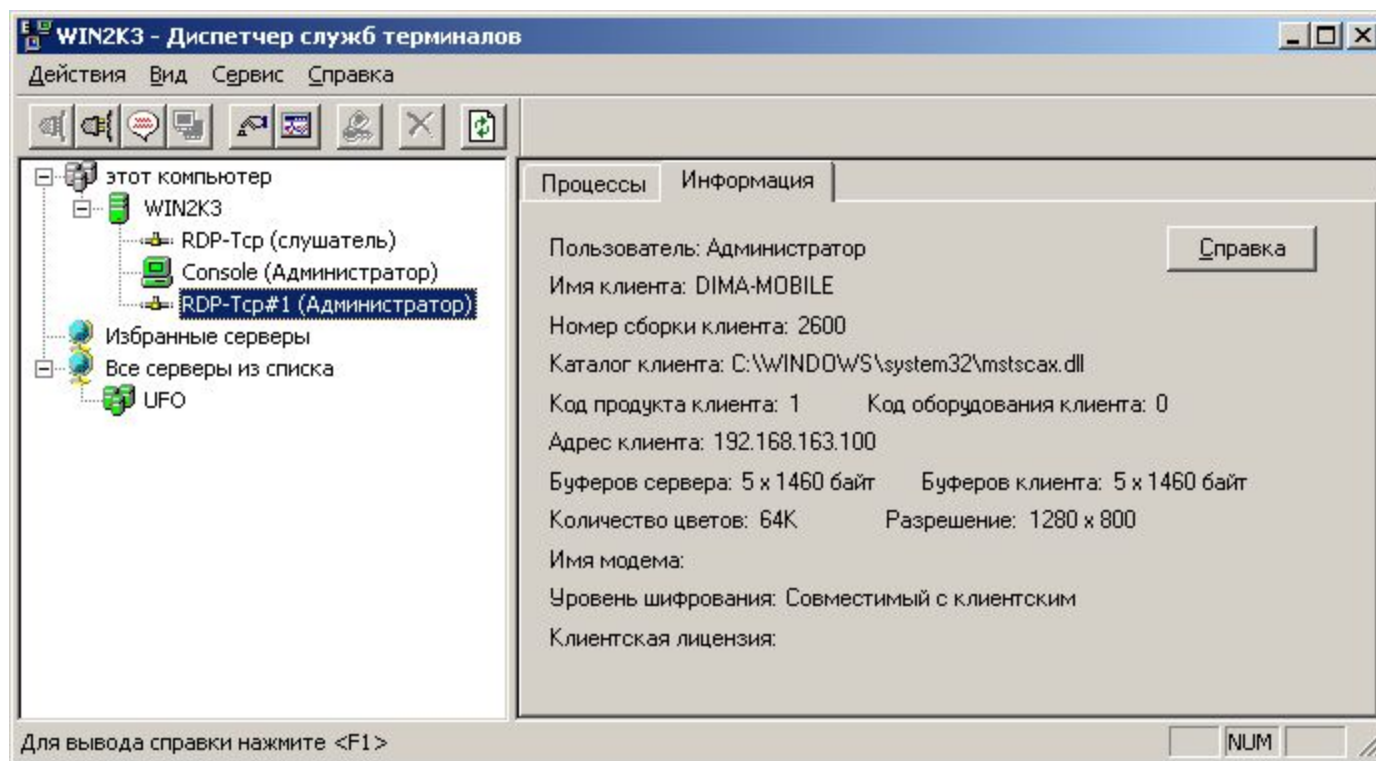 WIN2K3 - Диспетчер служб терминалов
Действия Вид Сервис Справка
этот компьютер
WIN2K3
RDP-Tcp (слушатель)
Console (Администратор)
RDP-Tcp#1 (Администратор)
Избранные серверы
Все серверы из списка
UFO
Процессы Информация
Пользователь: Администратор
Справка
Имя клиента: DIMA-MOBILE
Номер сборки клиента: 2600
Каталог клиента: C:\WINDOWS\system32\mstscax.dll
Код продукта клиента: 1 Код оборудования клиента: 0
Адрес клиента: 192.168.163.100
Буферов сервера: 5 x 1460 байт Буферов клиента: 5 x 1460 байт
Количество цветов: 64K Разрешение: 1280 x 800
Имя модема:
Уровень шифрования: Совместимый с клиентским
Клиентская лицензия:
Для вывода справки нажмите <F1>
NUM